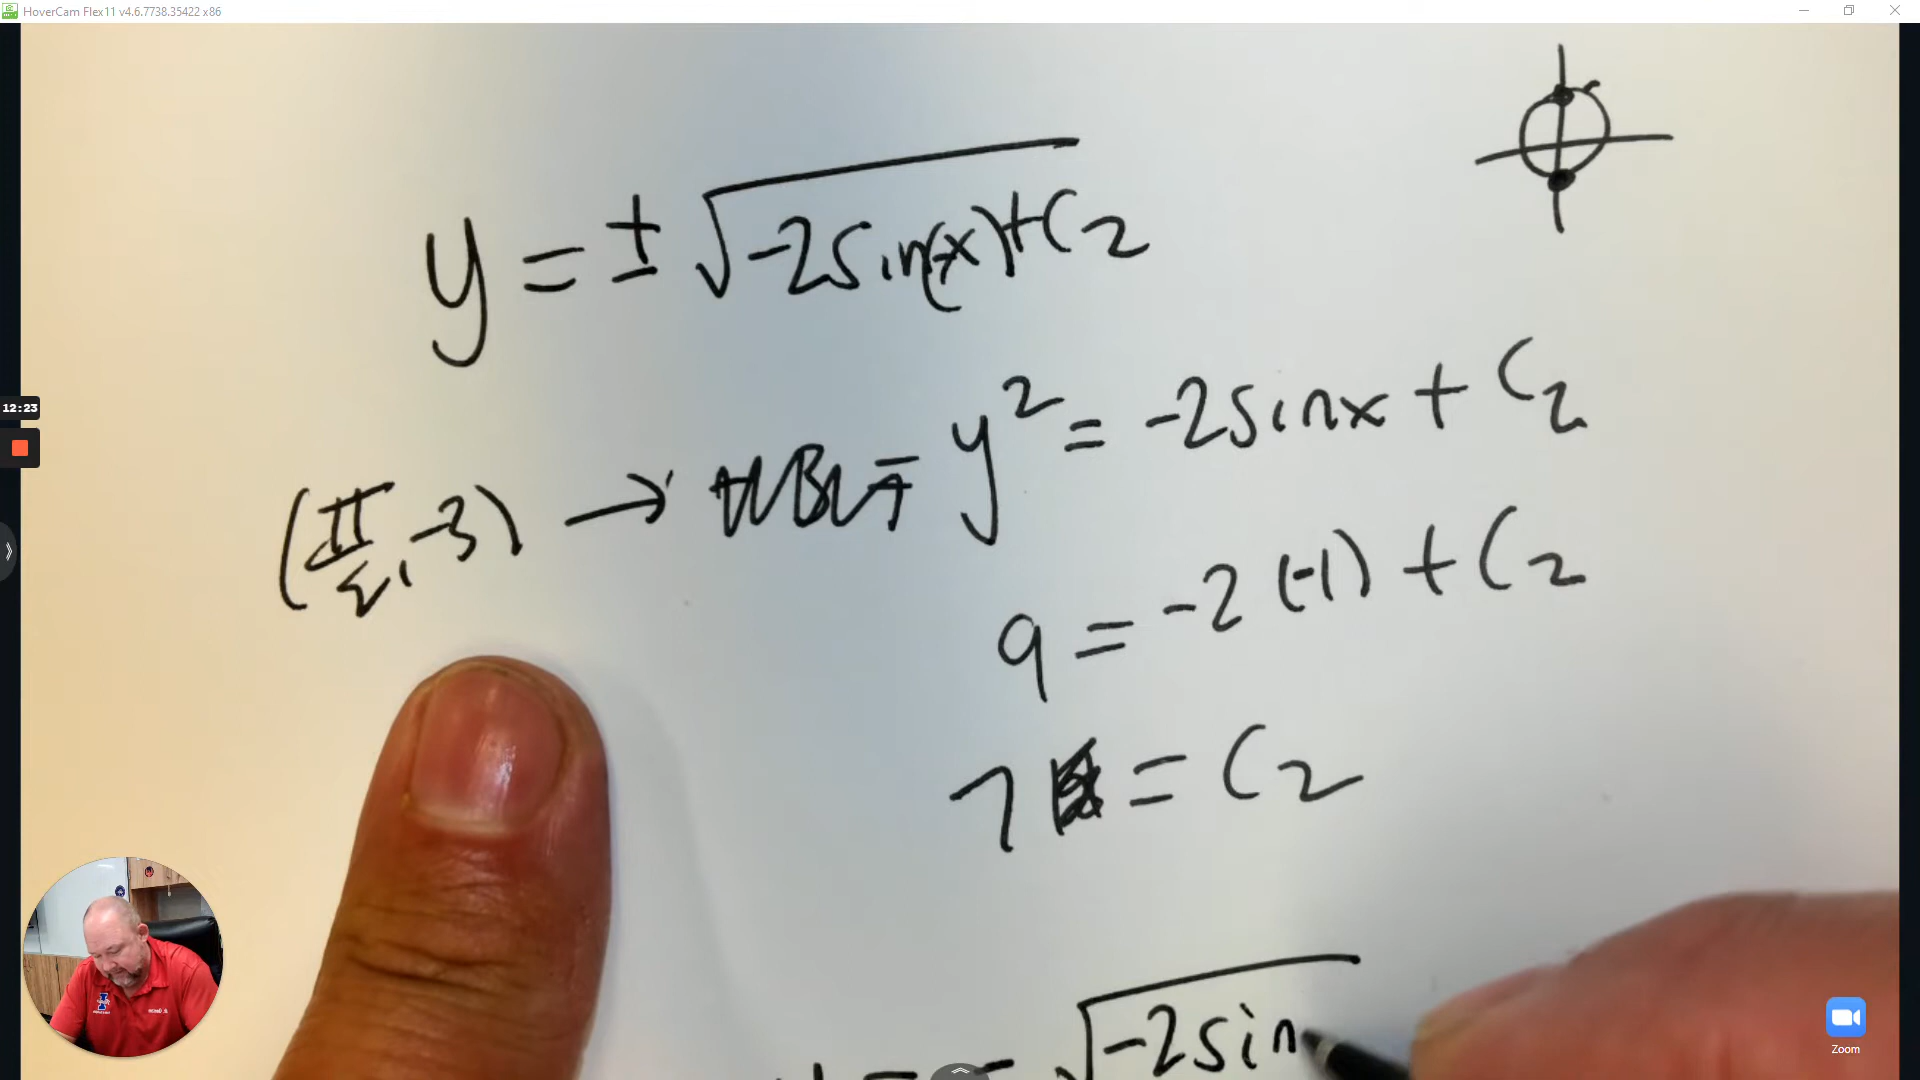 HoverCam Flex11 v4.6.7738.35422 x86
y = ± √-2sin(x) + C2
12:23
y² = -2sinx + C2
(π/2, -3) →
9 = -2(-1) + C2
7 = C2
= - √-2sin
Zoom